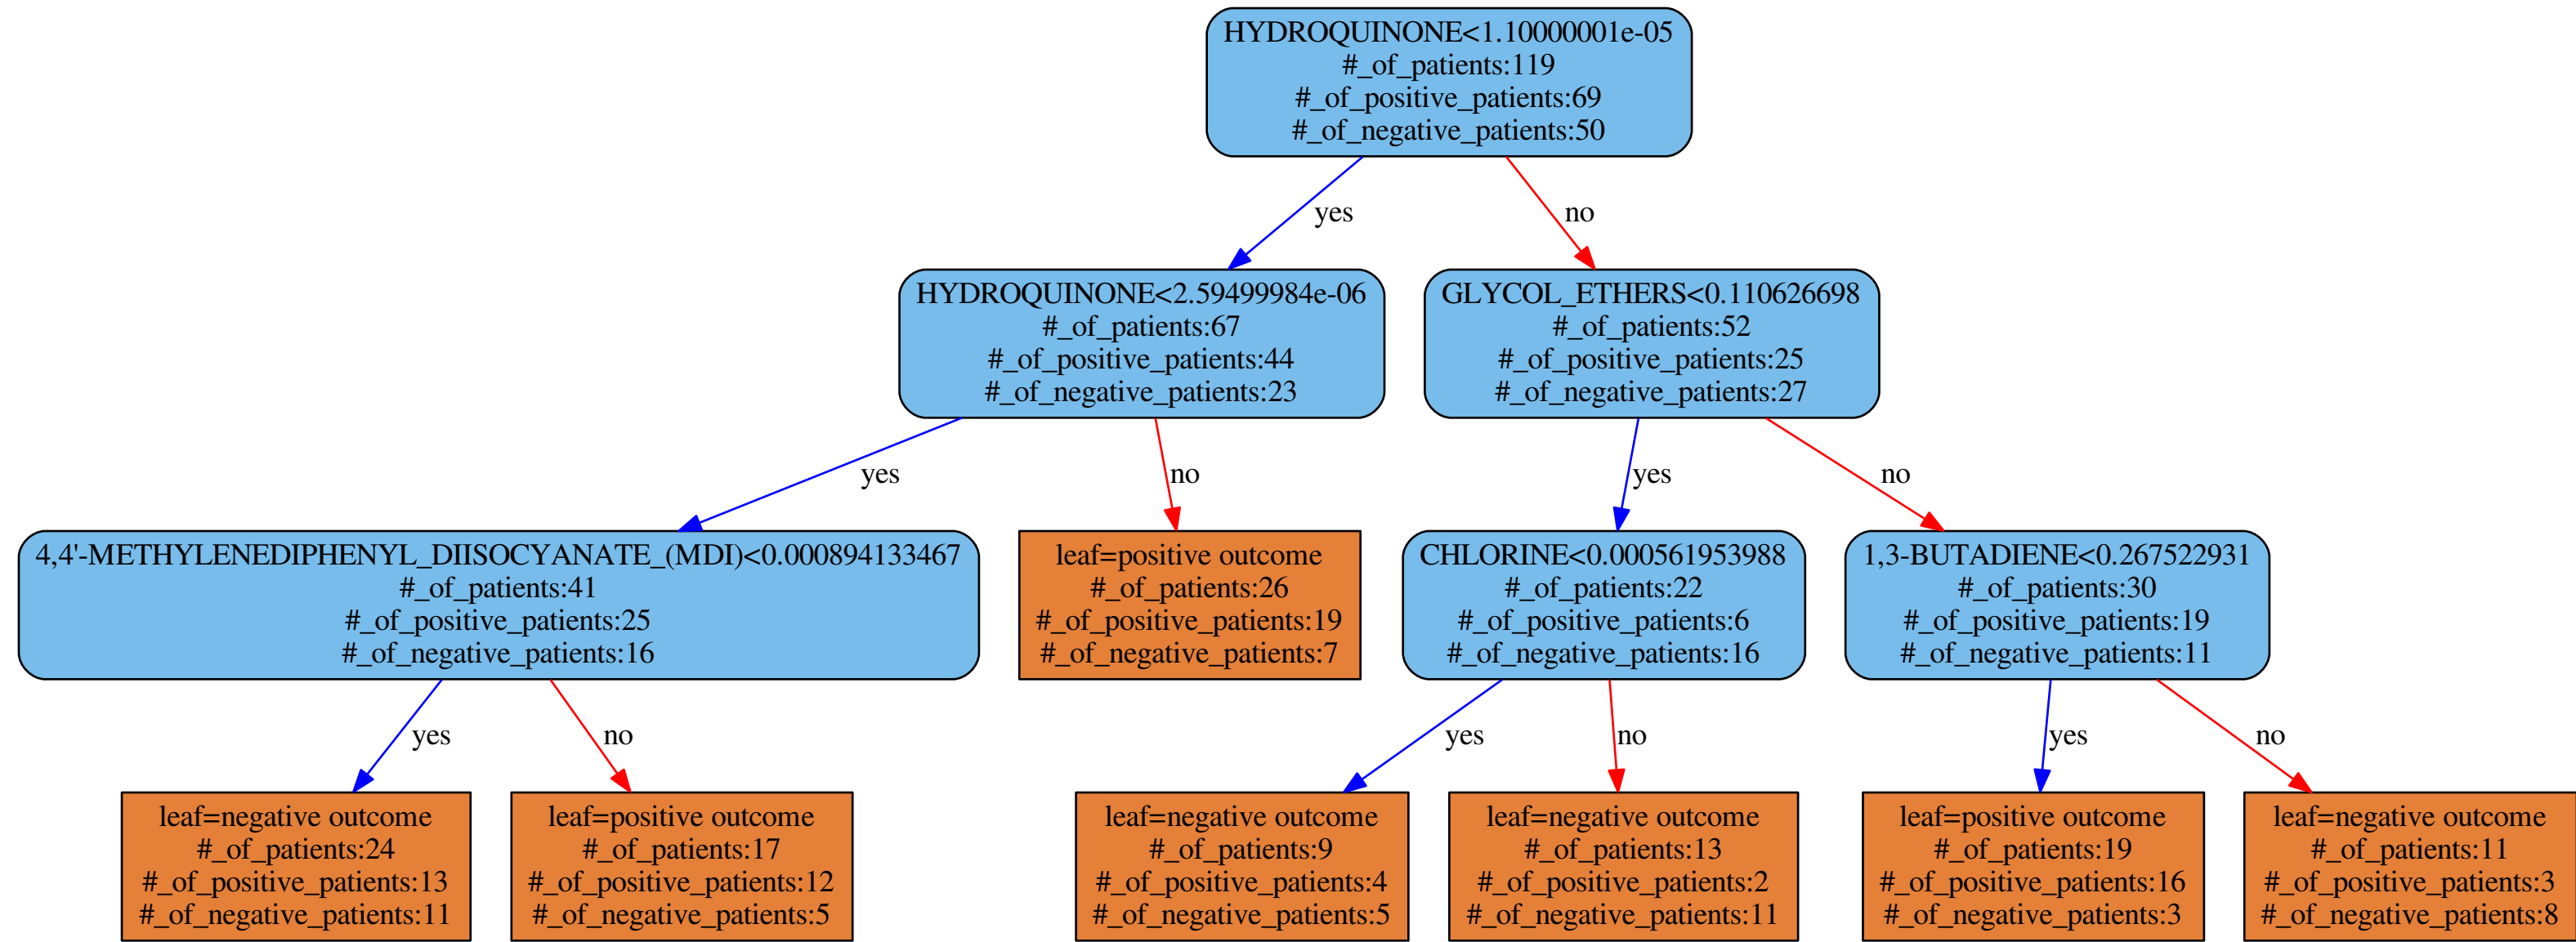 HYDROQUINONE<1.10000001e-05
#_of_patients:119
#_of_positive_patients:69
#_of_negative_patients:50
yes
no
HYDROQUINONE<2.59499984e-06
#_of_patients:67
#_of_positive_patients:44
#_of_negative_patients:23
GLYCOL_ETHERS<0.110626698
#_of_patients:52
#_of_positive_patients:25
#_of_negative_patients:27
yes
no
yes
no
4,4'-METHYLENEDIPHENYL_DIISOCYANATE_(MDI)<0.000894133467
#_of_patients:41
#_of_positive_patients:25
#_of_negative_patients:16
leaf=positive outcome
#_of_patients:26
#_of_positive_patients:19
#_of_negative_patients:7
CHLORINE<0.000561953988
#_of_patients:22
#_of_positive_patients:6
#_of_negative_patients:16
1,3-BUTADIENE<0.267522931
#_of_patients:30
#_of_positive_patients:19
#_of_negative_patients:11
yes
no
yes
no
yes
no
leaf=negative outcome
#_of_patients:24
#_of_positive_patients:13
#_of_negative_patients:11
leaf=positive outcome
#_of_patients:17
#_of_positive_patients:12
#_of_negative_patients:5
leaf=negative outcome
#_of_patients:9
#_of_positive_patients:4
#_of_negative_patients:5
leaf=negative outcome
#_of_patients:13
#_of_positive_patients:2
#_of_negative_patients:11
leaf=positive outcome
#_of_patients:19
#_of_positive_patients:16
#_of_negative_patients:3
leaf=negative outcome
#_of_patients:11
#_of_positive_patients:3
#_of_negative_patients:8